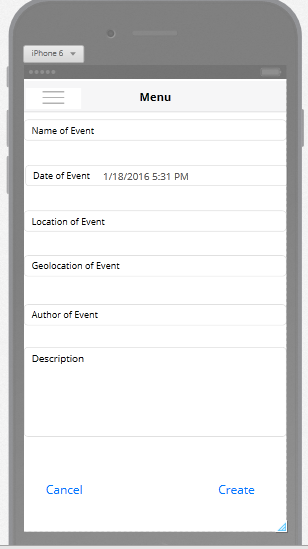 iPhone 6
Menu
Name of Event
Date of Event 1/18/2016 5:31 PM
Location of Event
Geolocation of Event
Author of Event
Description
Cancel Create